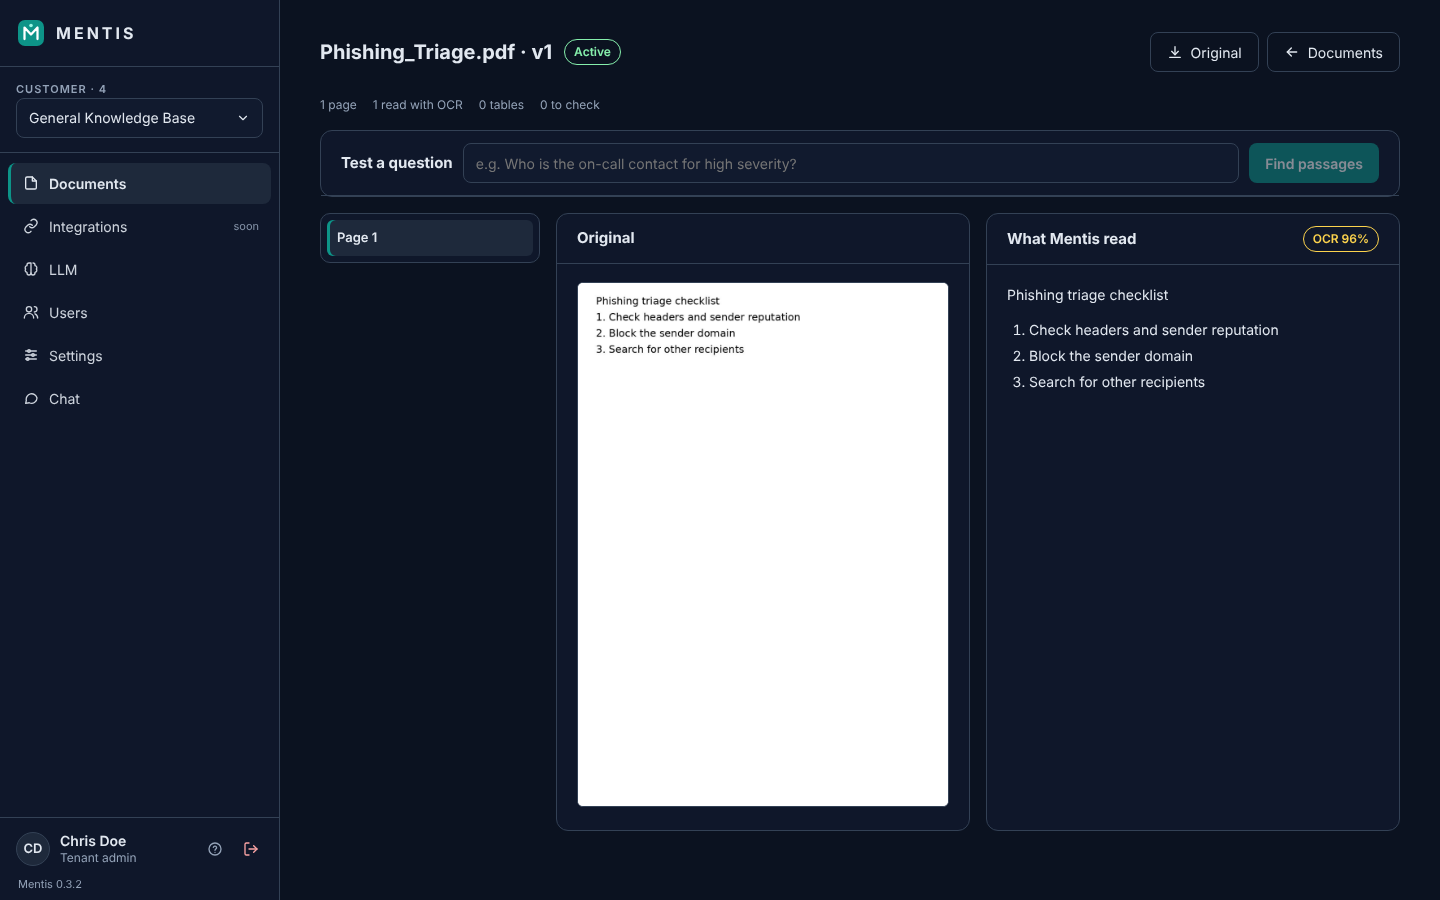 MENTIS
CUSTOMER · 4
General Knowledge Base
Documents
Integrations soon
LLM
Users
Settings
Chat
CD
Chris Doe
Tenant admin
Mentis 0.3.2
Phishing_Triage.pdf · v1 Active
Original
Documents
1 page 1 read with OCR 0 tables 0 to check
Test a question
e.g. Who is the on-call contact for high severity?
Find passages
Page 1
Original
Phishing triage checklist
1. Check headers and sender reputation
2. Block the sender domain
3. Search for other recipients
What Mentis read OCR 96%
Phishing triage checklist
1. Check headers and sender reputation
2. Block the sender domain
3. Search for other recipients